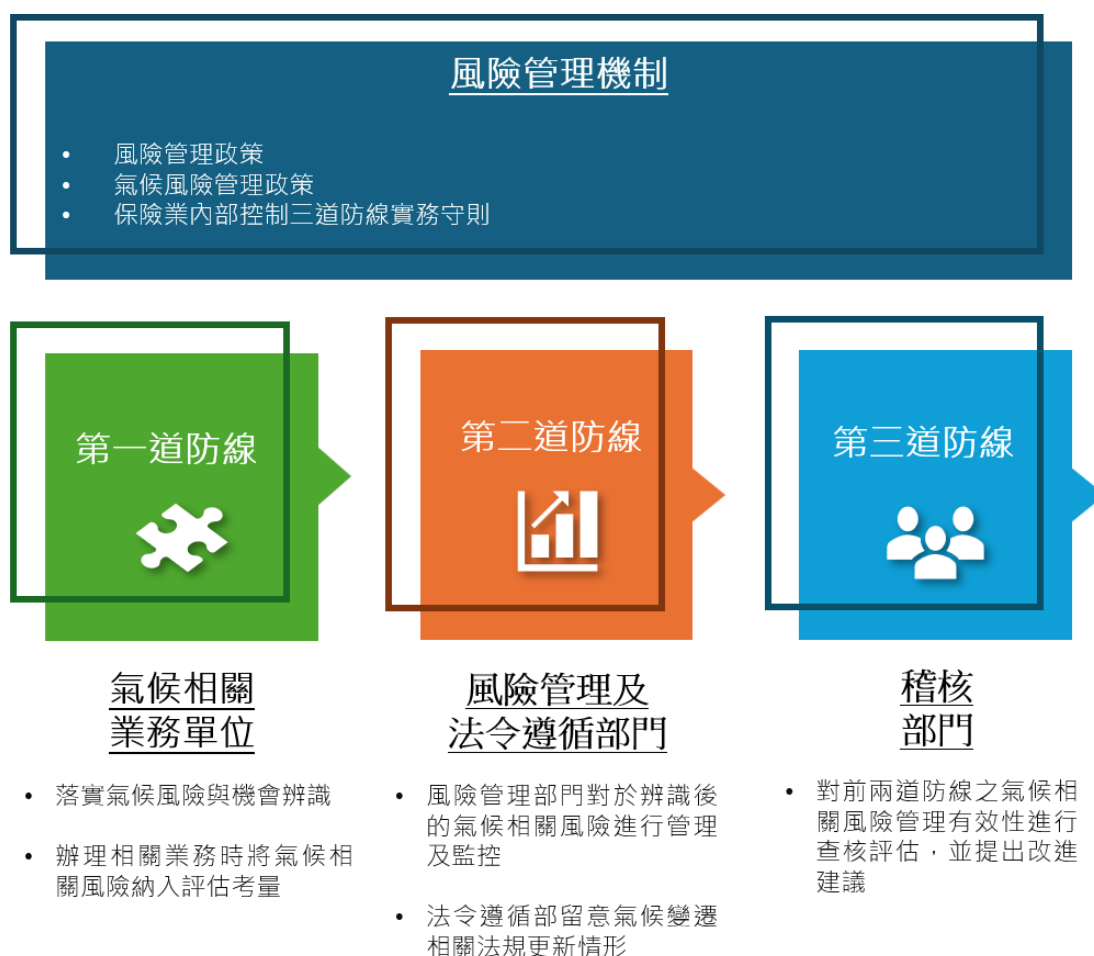 風險管理機制
• 風險管理政策
• 氣候風險管理政策
• 保險業內部控制三道防線實務守則
第一道防線
氣候相關
業務單位
• 落實氣候風險與機會辨識
• 辦理相關業務時將氣候相
關風險納入評估考量
第二道防線
風險管理及
法令遵循部門
• 風險管理部門對於辨識後
的氣候相關風險進行管理
及監控
• 法令遵循部留意氣候變遷
相關法規更新情形
第三道防線
稽核
部門
• 對前兩道防線之氣候相
關風險管理有效性進行
查核評估，並提出改進
建議